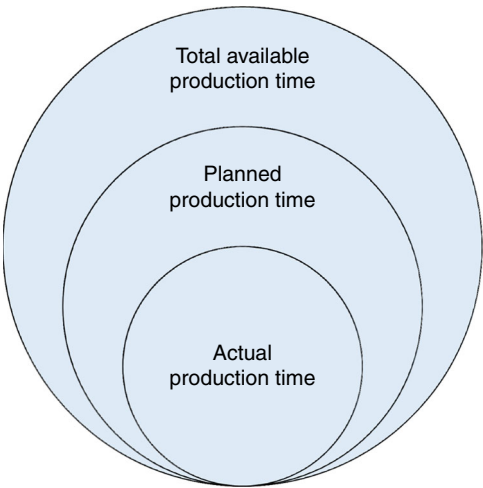 Total available
production time
Planned
production time
Actual
production time